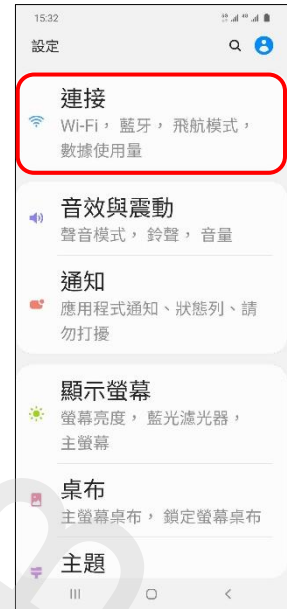 15:32
設定
連接
Wi-Fi， 藍牙， 飛航模式，
數據使用量
音效與震動
聲音模式， 鈴聲， 音量
通知
應用程式通知、狀態列、請
勿打擾
顯示螢幕
螢幕亮度， 藍光濾光器，
主螢幕
桌布
主螢幕桌布， 鎖定螢幕桌布
主題